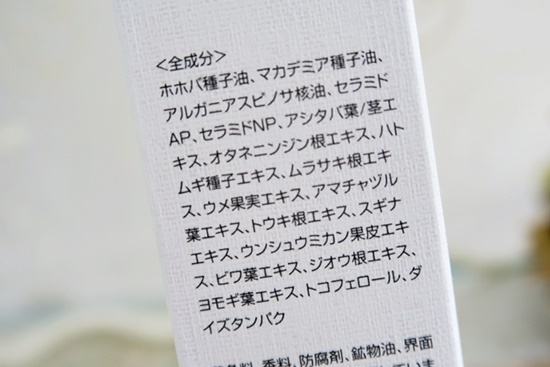 <全成分>
ホホバ種子油、マカデミア種子油、
アルガニアスピノサ核油、セラミド
AP、セラミドNP、アシタバ葉/茎エ
キス、オタネニンジン根エキス、ハト
ムギ種子エキス、ムラサキ根エキ
ス、ウメ果実エキス、アマチャヅル
葉エキス、トウキ根エキス、スギナ
エキス、ウンシュウミカン果皮エキ
ス、ビワ葉エキス、ジオウ根エキス、
ヨモギ葉エキス、トコフェロール、ダ
イズタンパク
色料、香料、防腐剤、鉱物油、界面
ていま